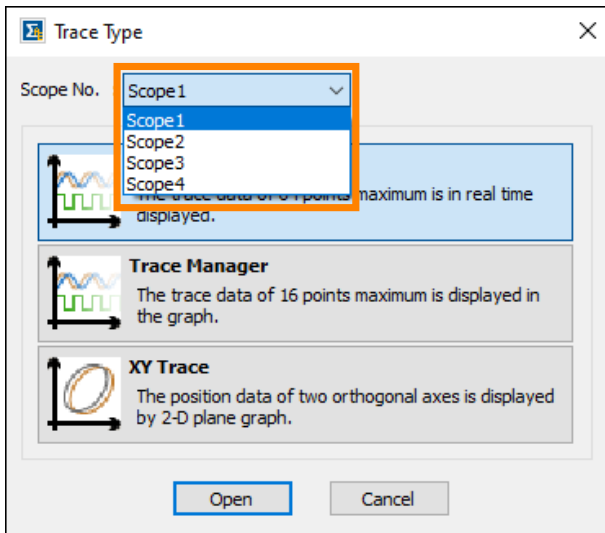 Trace Type
Scope No. Scope1
Scope1
Scope2
Scope3
Scope4
maximum is in real time
displayed.
Trace Manager
The trace data of 16 points maximum is displayed in
the graph.
XY Trace
The position data of two orthogonal axes is displayed
by 2-D plane graph.
Open
Cancel